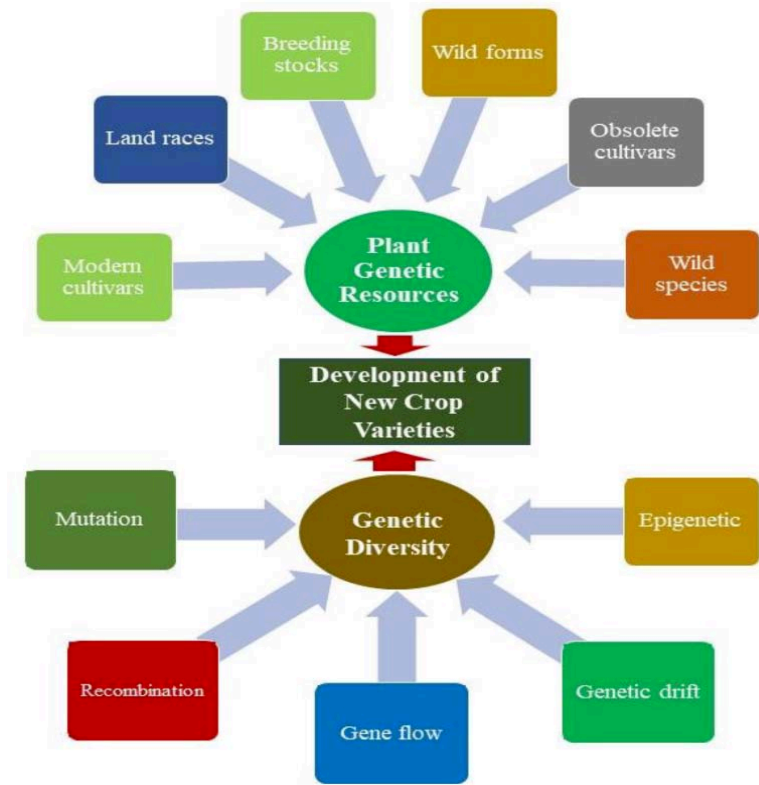 Breeding
stocks
Wild forms
Land races
Obsolete
cultivars
Modern
cultivars
Plant
Genetic
Resources
Wild
species
Development of
New Crop
Varieties
Mutation
Genetic
Diversity
Epigenetic
Recombination
Gene flow
Genetic drift